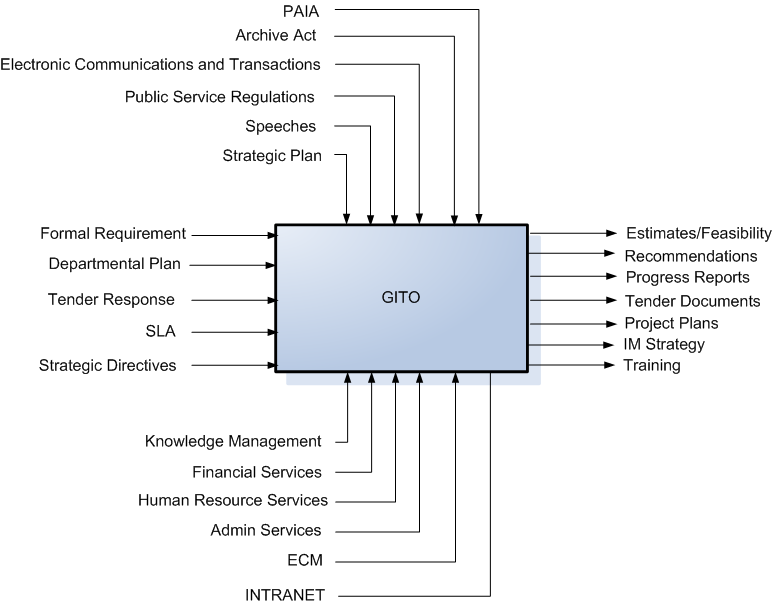 PAIA
Archive Act
Electronic Communications and Transactions
Public Service Regulations
Speeches
Strategic Plan
Formal Requirement
Departmental Plan
Tender Response
SLA
Strategic Directives
GITO
Estimates/Feasibility
Recommendations
Progress Reports
Tender Documents
Project Plans
IM Strategy
Training
Knowledge Management
Financial Services
Human Resource Services
Admin Services
ECM
INTRANET